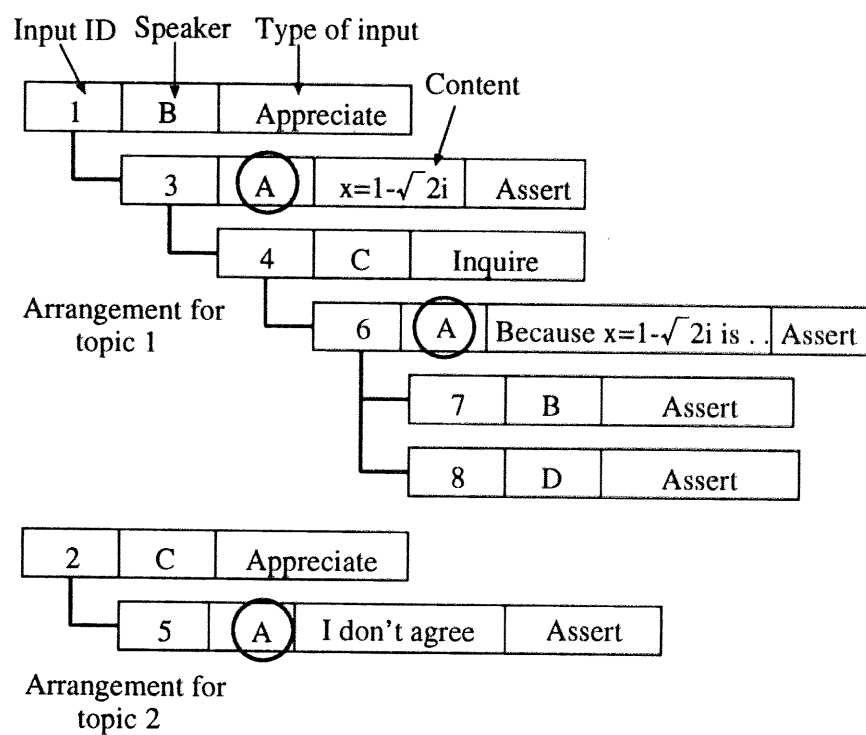 Input ID Speaker Type of input
Content
1 B Appreciate
3 A x=1-√2i Assert
4 C Inquire
Arrangement for
topic 1
6 A Because x=1-√2i is . . Assert
7 B Assert
8 D Assert
2 C Appreciate
5 A I don't agree Assert
Arrangement for
topic 2